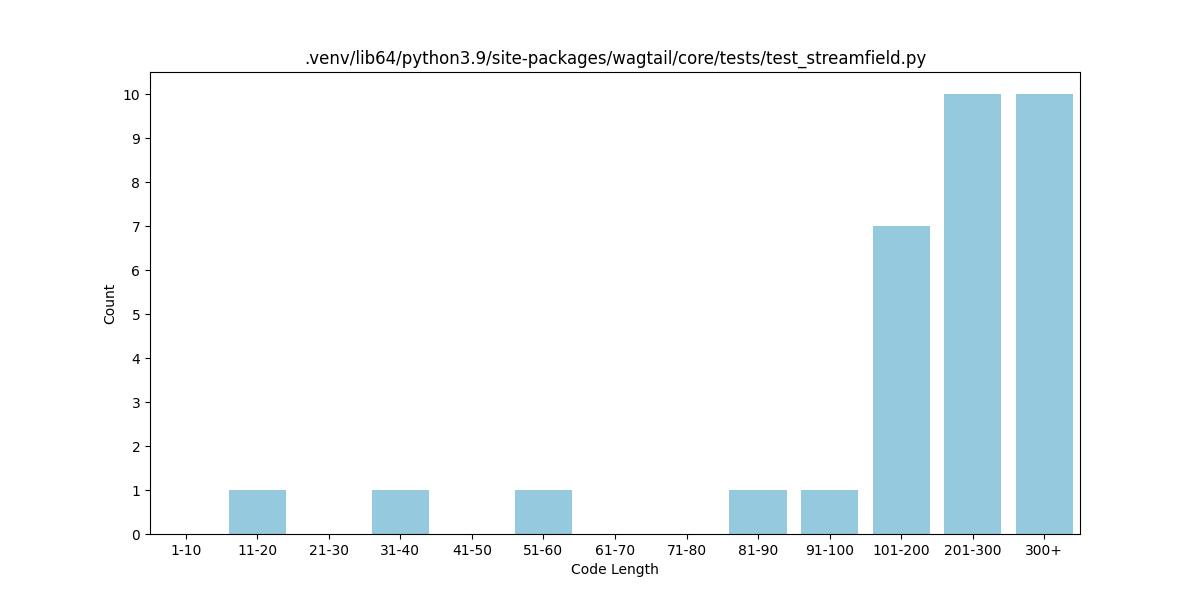 .venv/lib64/python3.9/site-packages/wagtail/core/tests/test_streamfield.py
10
9
8
7
6
5
4
3
2
1
0
Count
1-10 11-20 21-30 31-40 41-50 51-60 61-70 71-80 81-90 91-100 101-200 201-300 300+
Code Length